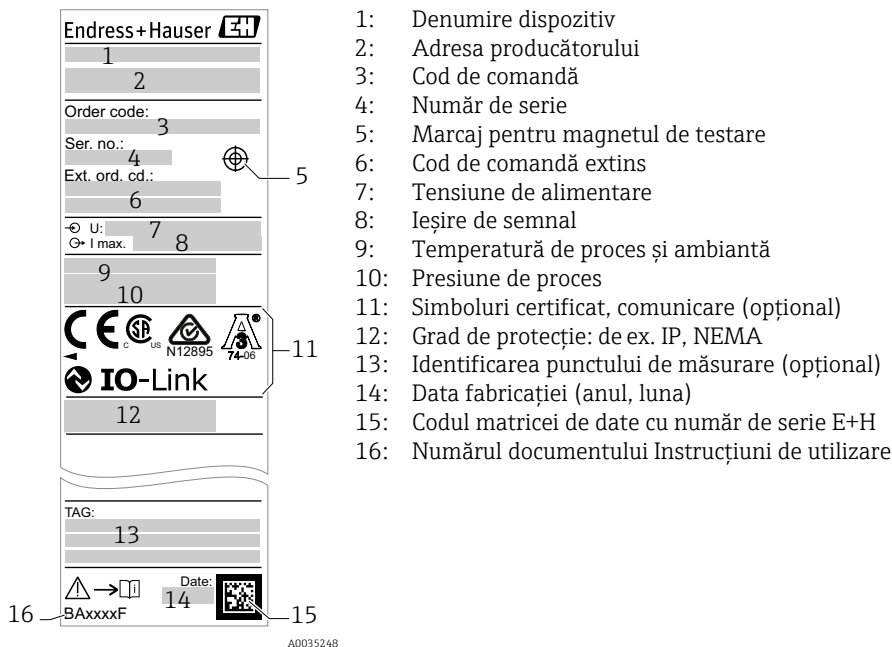 Endress+Hauser EH
1
2
Order code:
3
Ser. no.:
4
5
Ext. ord. cd.:
6
U: 7
I max. 8
9
10
CE C SA US N12895 A 3 ® 74-06
11
IO-Link
12
TAG:
13
Date:
14
15
16 BAxxxxF
A0035248
1: Denumire dispozitiv
2: Adresa producătorului
3: Cod de comandă
4: Număr de serie
5: Marcaj pentru magnetul de testare
6: Cod de comandă extins
7: Tensiune de alimentare
8: Ieșire de semnal
9: Temperatură de proces și ambiantă
10: Presiune de proces
11: Simboluri certificat, comunicare (opțional)
12: Grad de protecție: de ex. IP, NEMA
13: Identificarea punctului de măsurare (opțional)
14: Data fabricației (anul, luna)
15: Codul matricei de date cu număr de serie E+H
16: Numărul documentului Instrucțiuni de utilizare